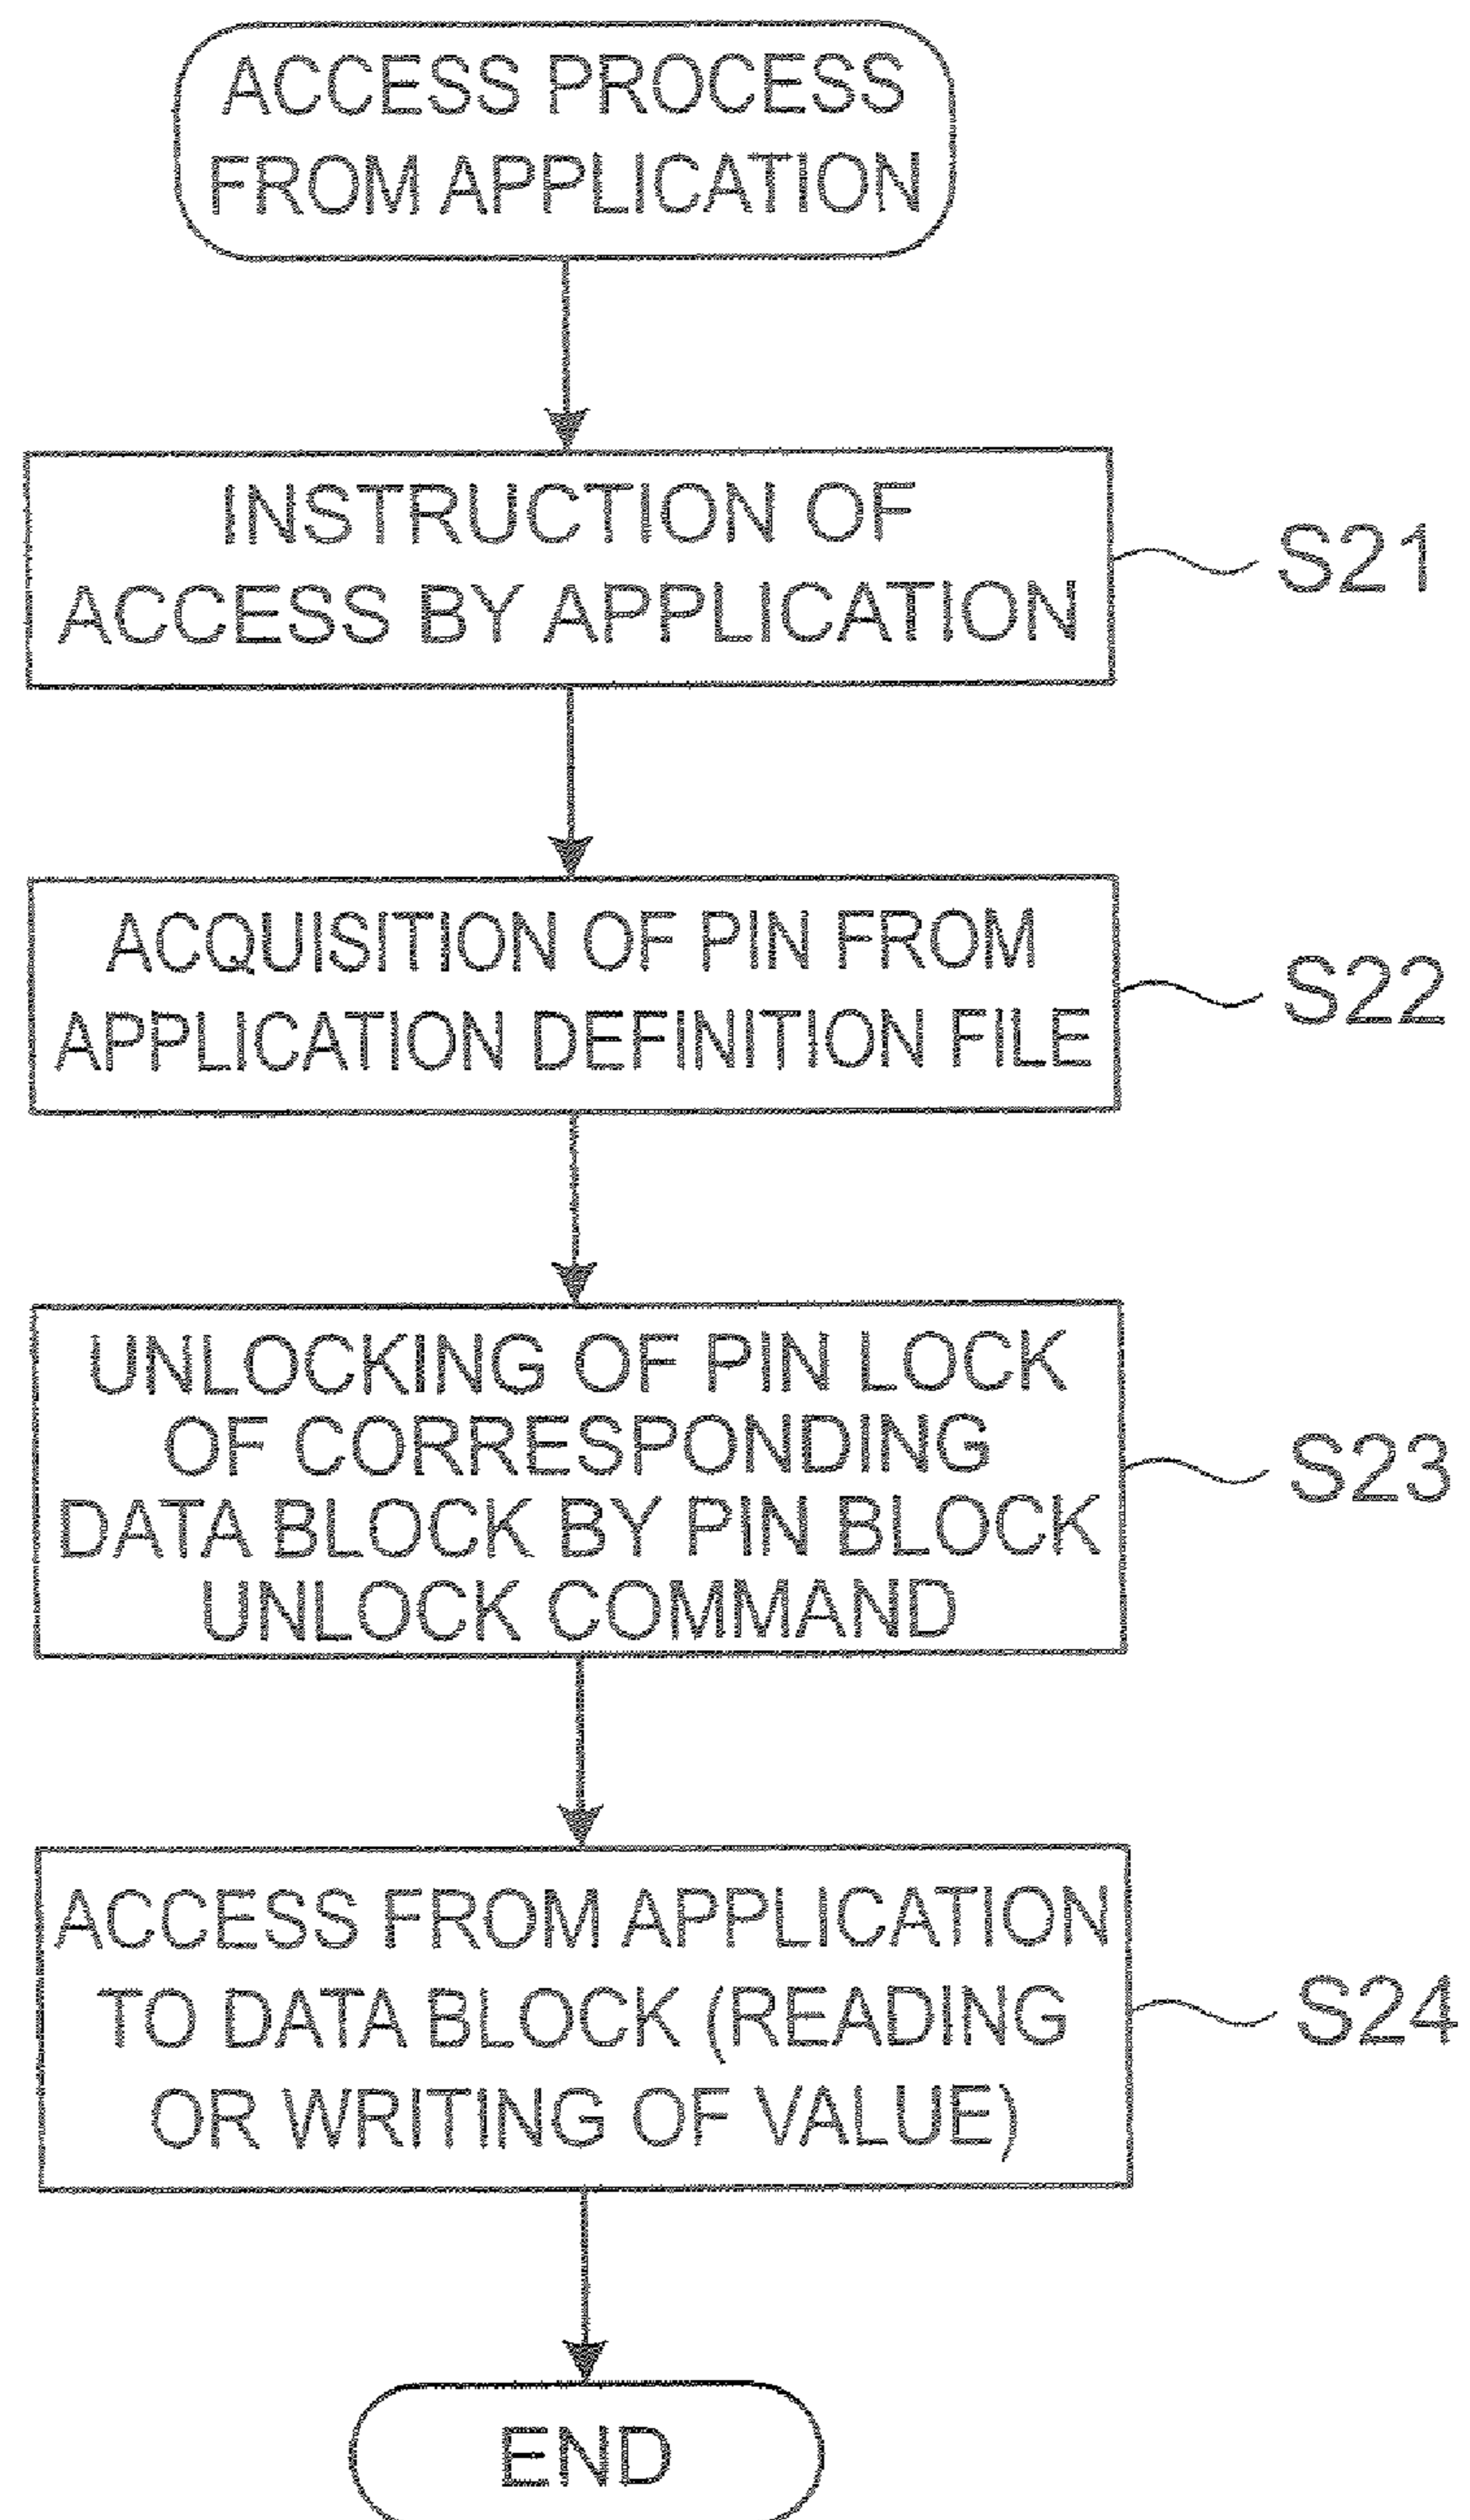 ACCESS PROCESS
FROM APPLICATION
INSTRUCTION OF
ACCESS BY APPLICATION
S21
ACQUISITION OF PIN FROM
APPLICATION DEFINITION FILE
S22
UNLOCKING OF PIN LOCK
OF CORRESPONDING
DATA BLOCK BY PIN BLOCK
UNLOCK COMMAND
S23
ACCESS FROM APPLICATION
TO DATA BLOCK (READING
OR WRITING OF VALUE)
S24
END